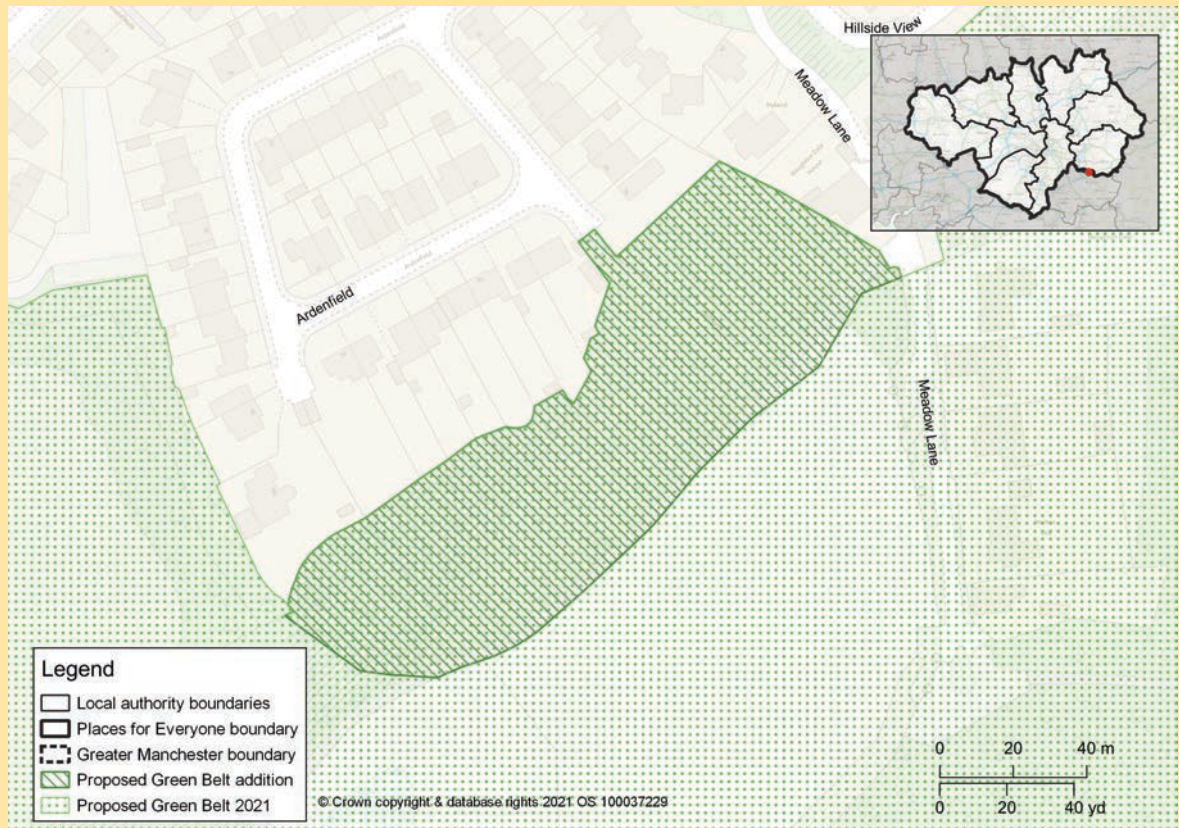 Hillside View
Meadow Lane
Ardenfield
Ardenfield
Ardenfield
Meadow Lane
Legend
Local authority boundaries
Places for Everyone boundary
Greater Manchester boundary
Proposed Green Belt addition
Proposed Green Belt 2021
© Crown copyright & database rights 2021 OS 100037229
0 20 40 m
0 20 40 yd